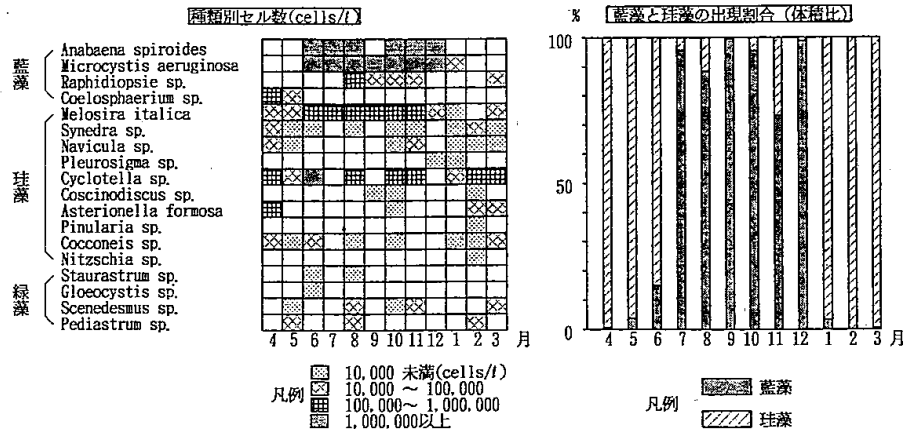 種類別セル数(cells/ℓ)
藍藻
Anabaena spiroides
Microcystis aeruginosa
Raphidiopsie sp.
Coelosphaerium sp.
珪藻
Melosira italica
Synedra sp.
Navicula sp.
Pleurosigma sp.
Cyclotella sp.
Coscinodiscus sp.
Asterionella formosa
Pinularia sp.
Cocconeis sp.
Nitzschia sp.
緑藻
Staurastrum sp.
Gloeocystis sp.
Scenedesmus sp.
Pediastrum sp.
4 5 6 7 8 9 10 11 12 1 2 3 月
凡例
10,000 未満(cells/ℓ)
10,000 ～ 100,000
100,000～ 1,000,000
1,000,000以上
% 藍藻と珪藻の出現割合(体積比)
100
50
0
4 5 6 7 8 9 10 11 12 1 2 3 月
凡例
藍藻
珪藻